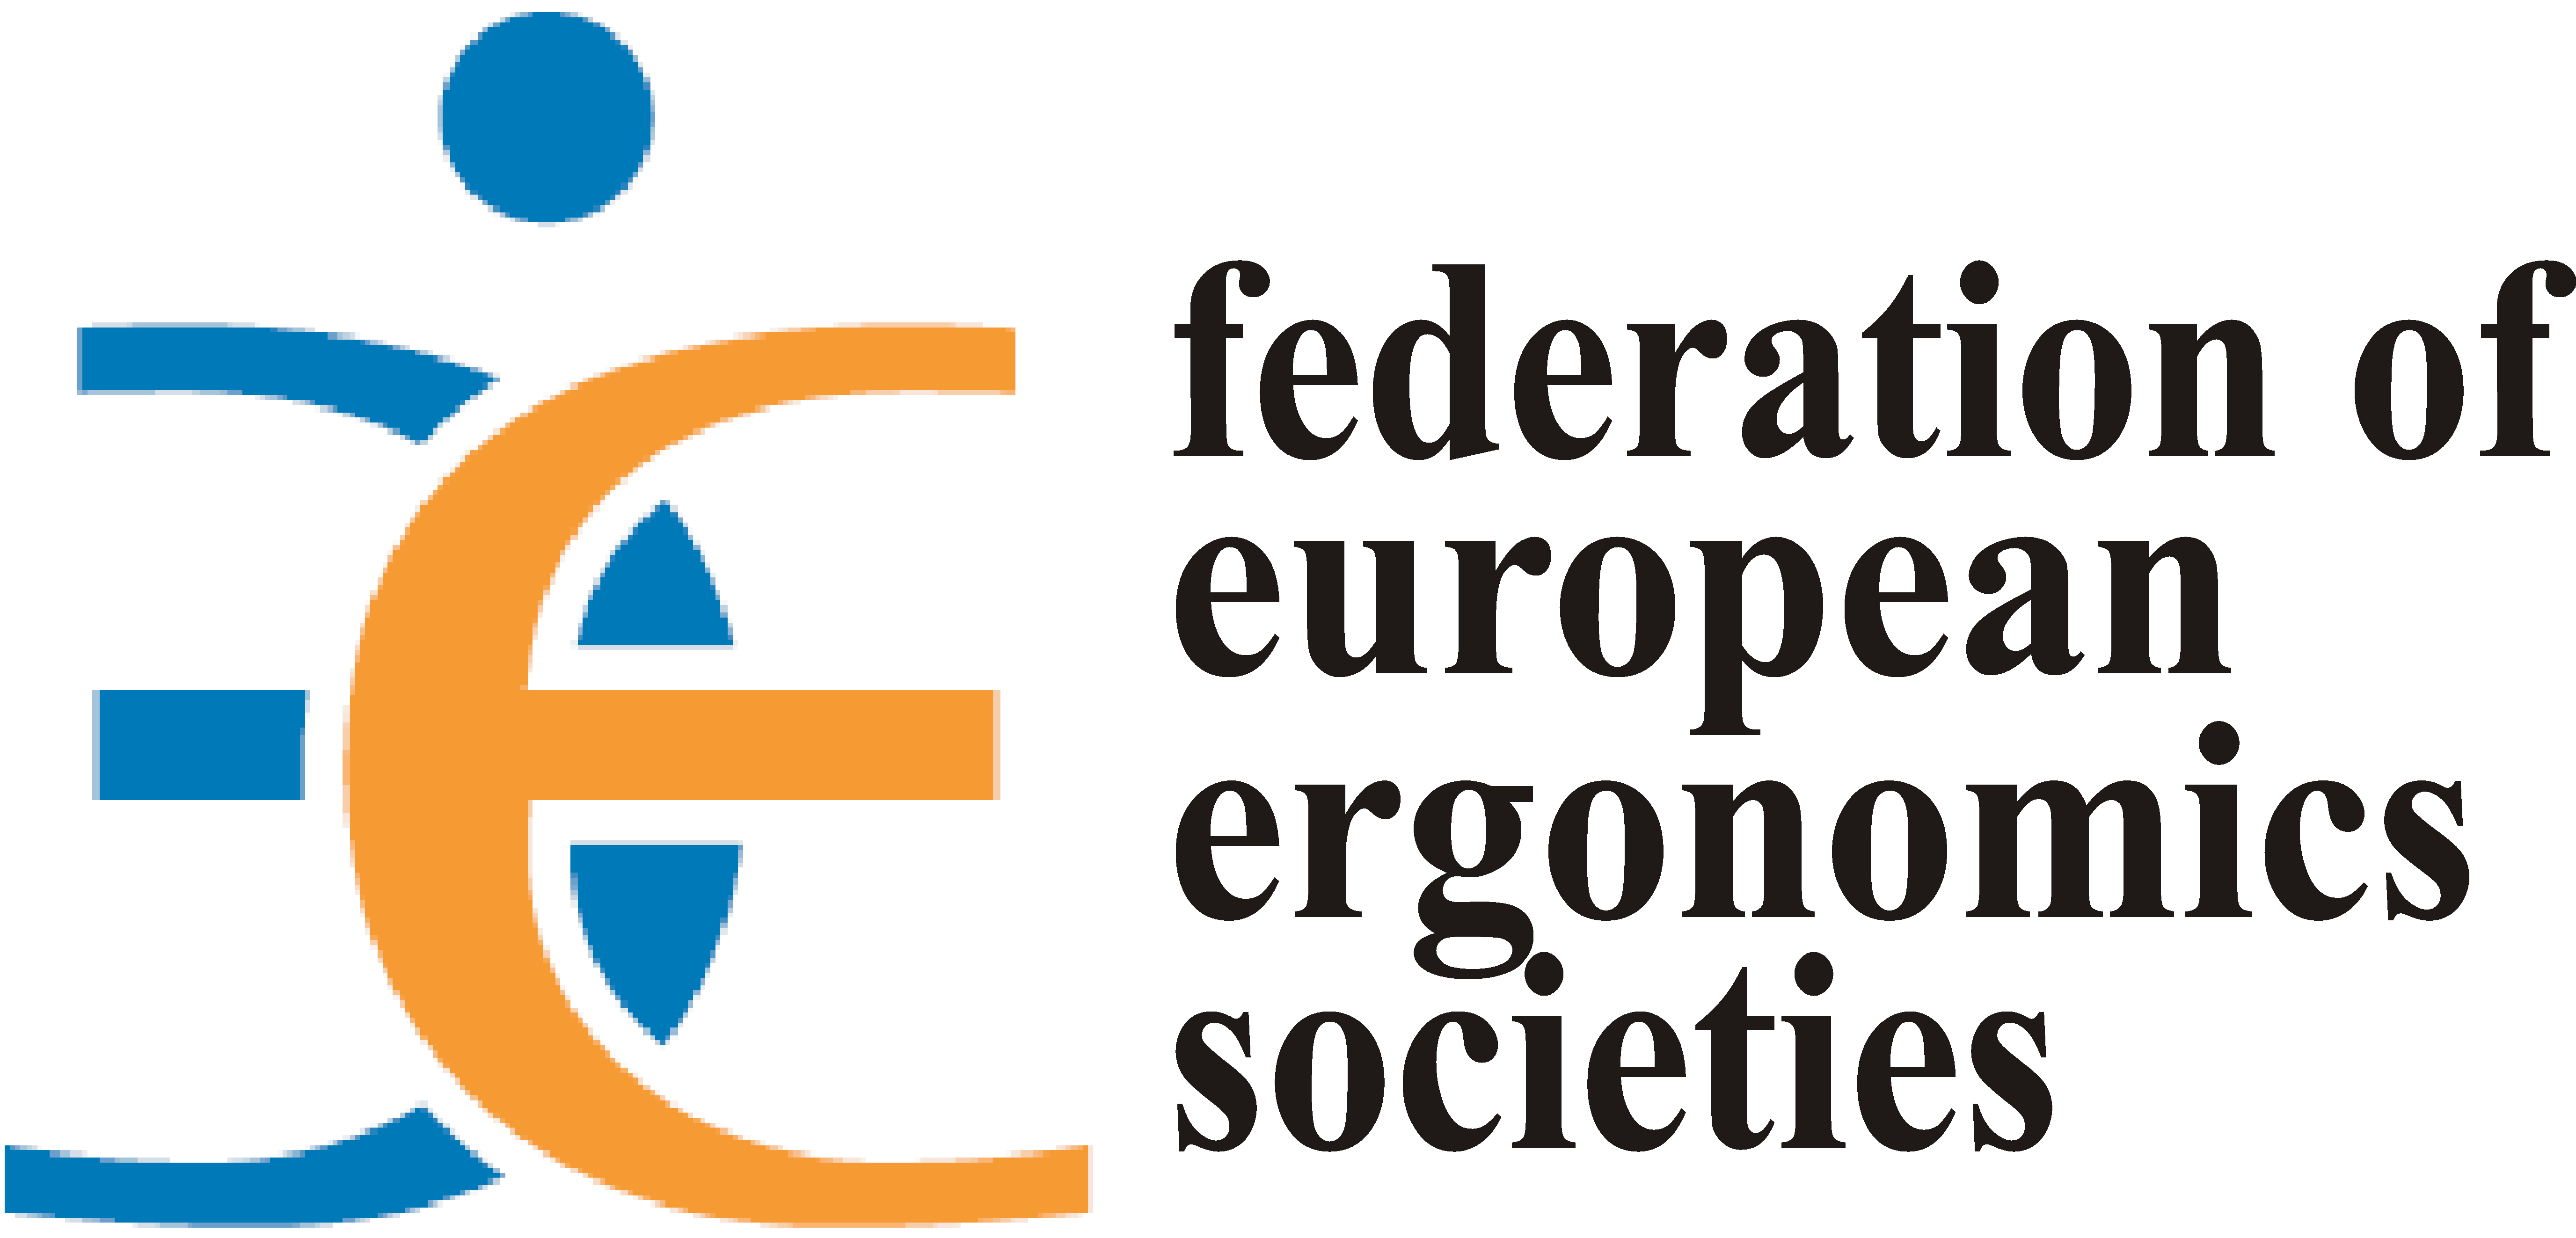 federation of
european
ergonomics
societies